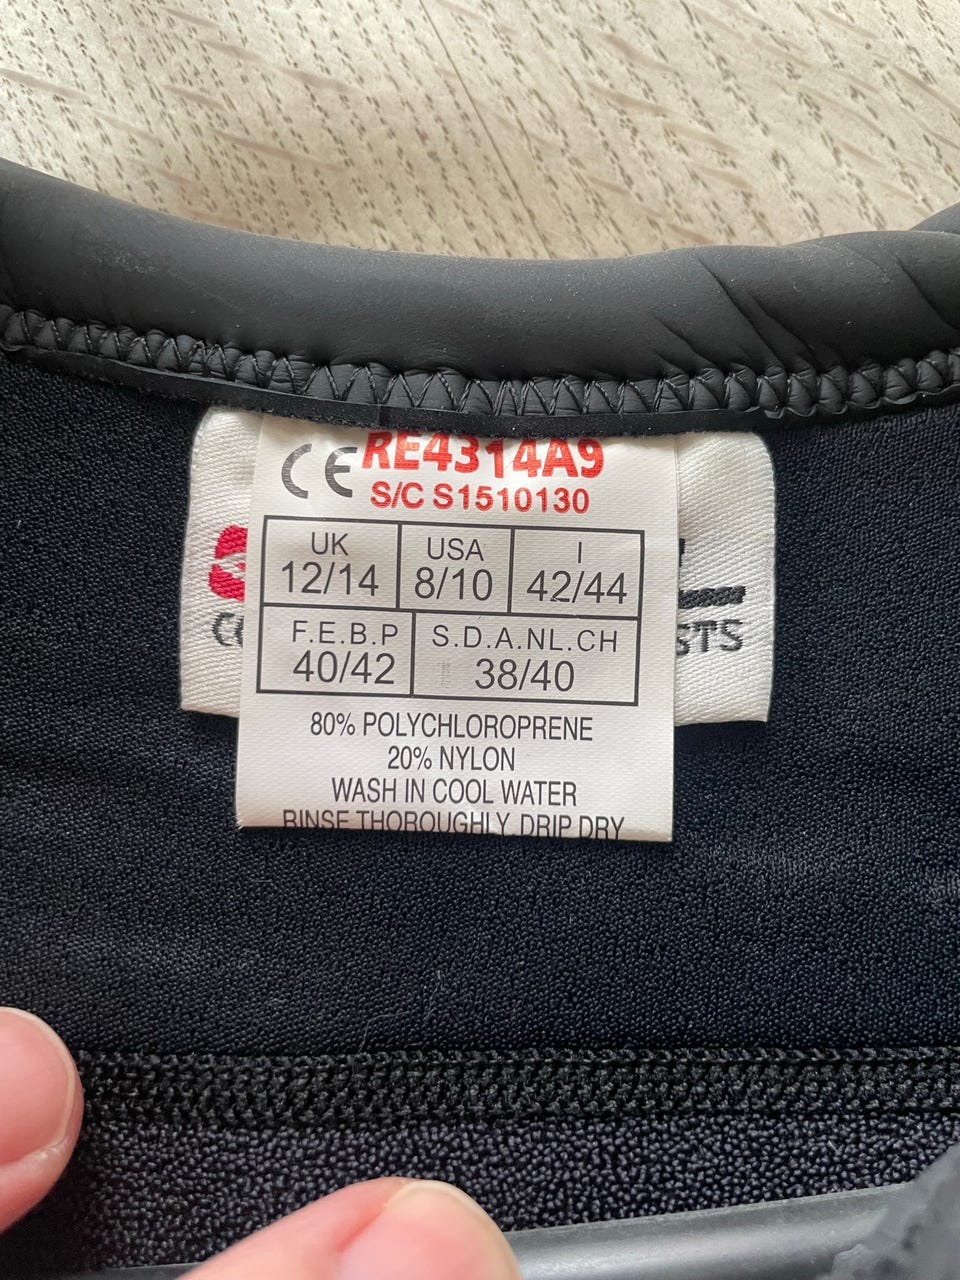 CE RE4314A9
S/C S1510130
UK USA I
12/14 8/10 42/44
F.E.B.P S.D.A.NL.CH
40/42 38/40
80% POLYCHLOROPRENE
20% NYLON
WASH IN COOL WATER
RINSE THOROUGHLY DRIP DRY